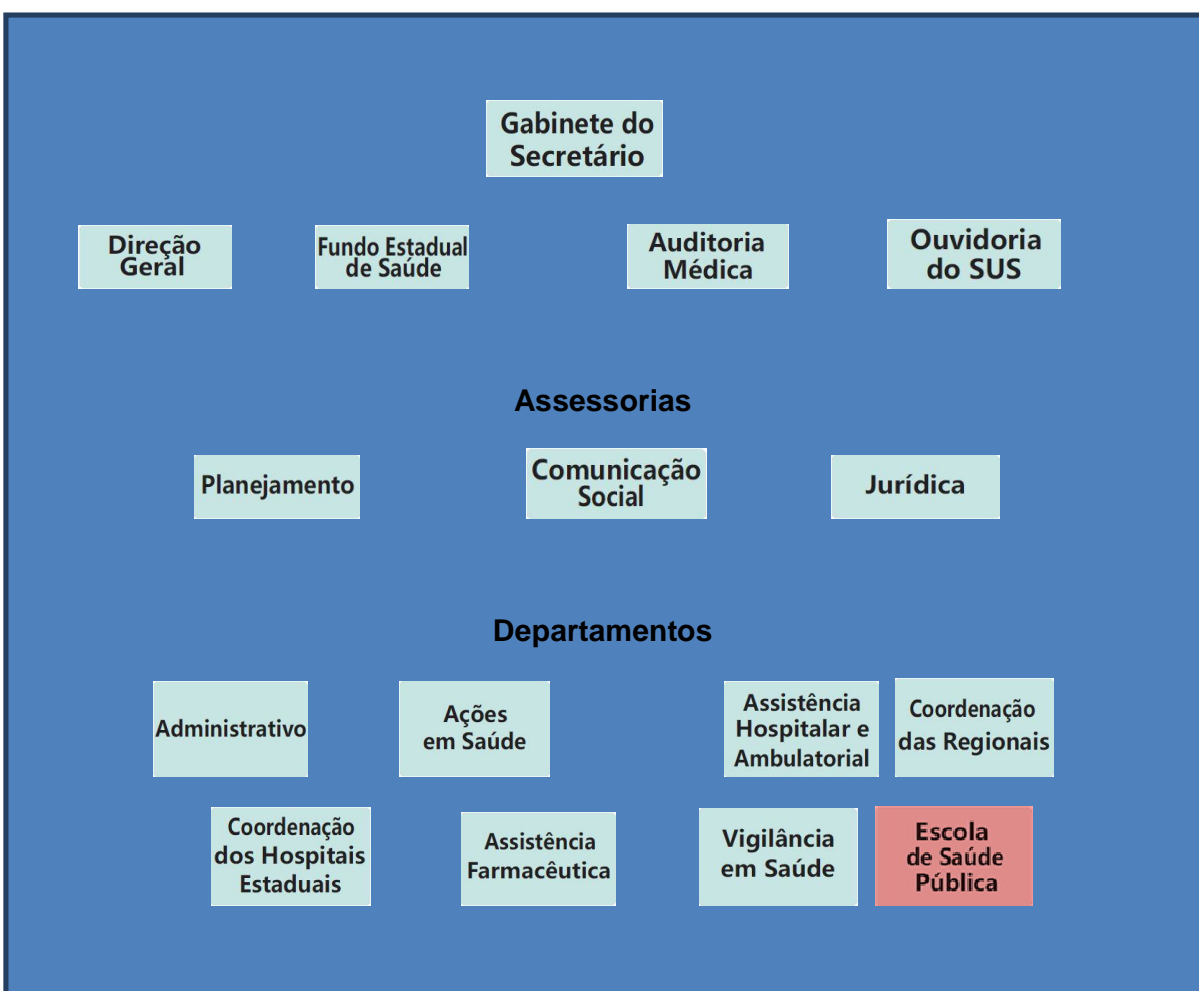 Gabinete do
Secretário
Direção
Geral
Fundo Estadual
de Saúde
Auditoria
Médica
Ouvidoria
do SUS
Assessorias
Planejamento
Comunicação
Social
Jurídica
Departamentos
Administrativo
Ações
em Saúde
Assistência
Hospitalar e
Ambulatorial
Coordenação
das Regionais
Coordenação
dos Hospitais
Estaduais
Assistência
Farmacêutica
Vigilância
em Saúde
Escola
de Saúde
Pública